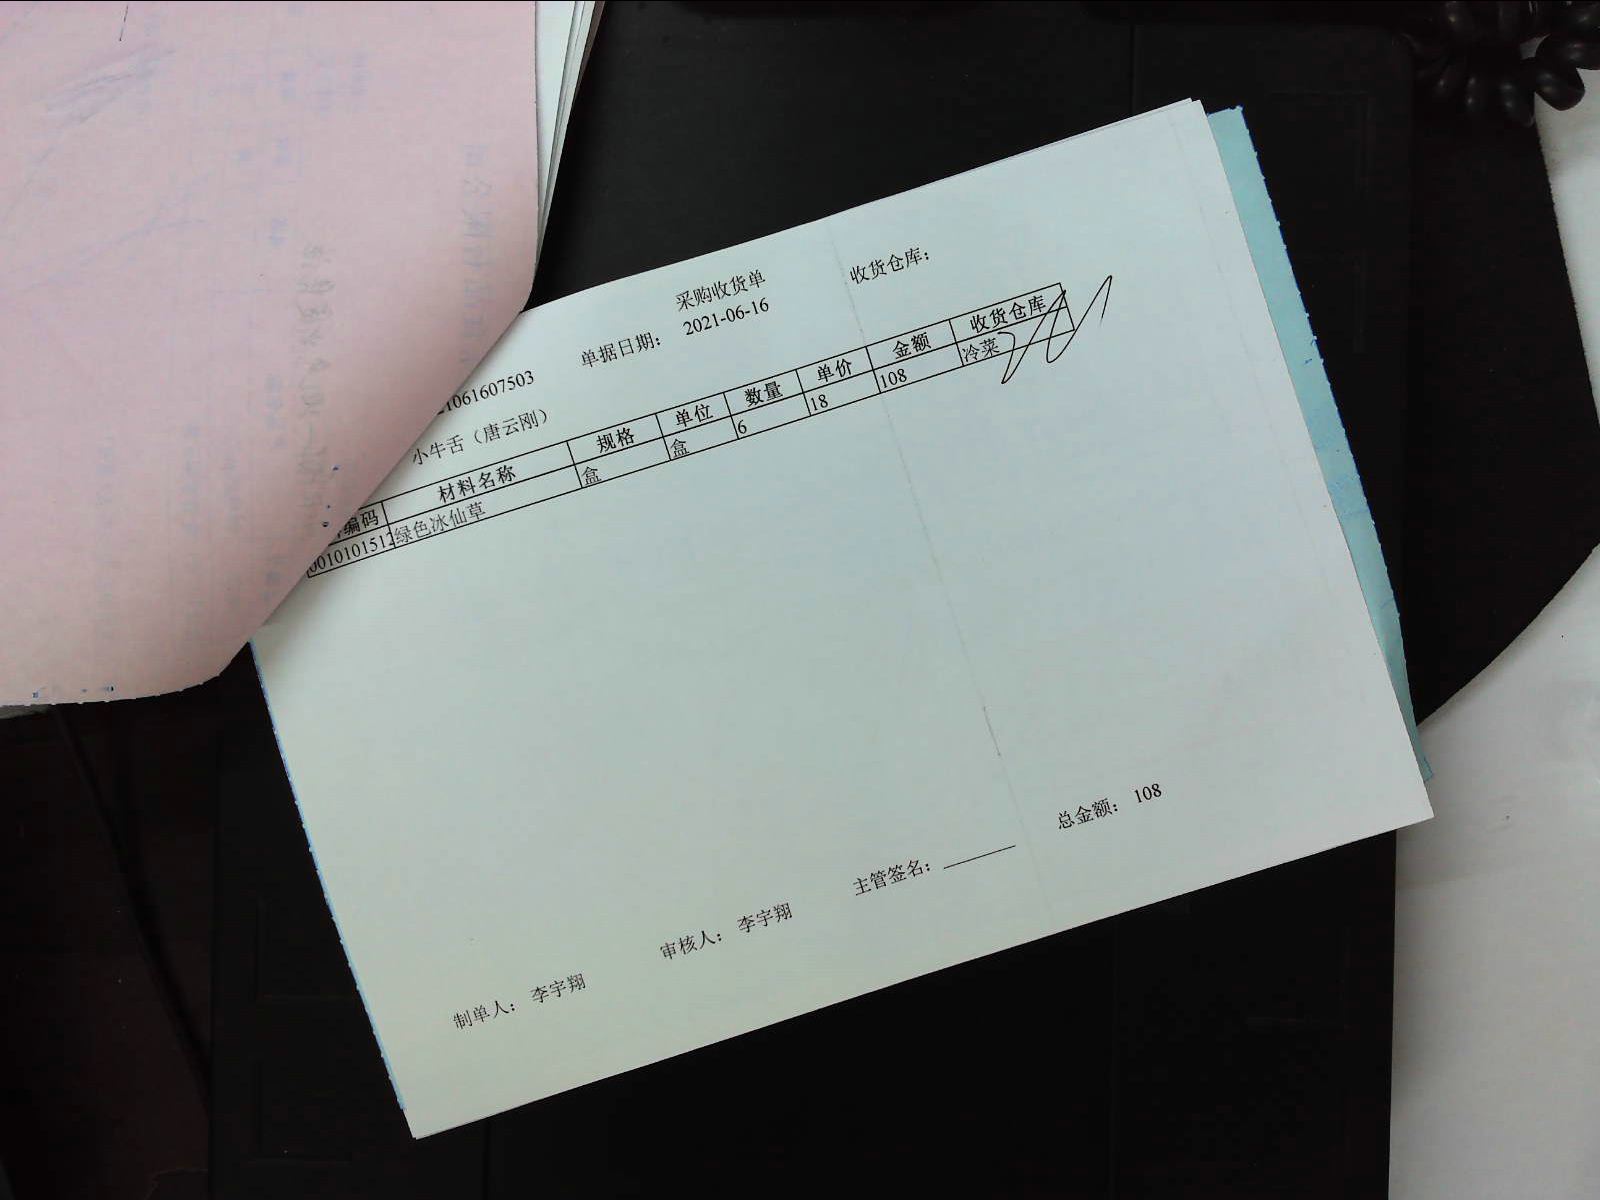 采购收货单
收货仓库：
单据日期： 2021-06-16
21061607503
小牛舌（唐云刚）
编码 材料名称 规格 单位 数量 单价 金额 收货仓库
0010101512 绿色冰仙草 盒 盒 6 18 108 冷菜
总金额： 108
制单人： 李宇翔 审核人： 李宇翔 主管签名：